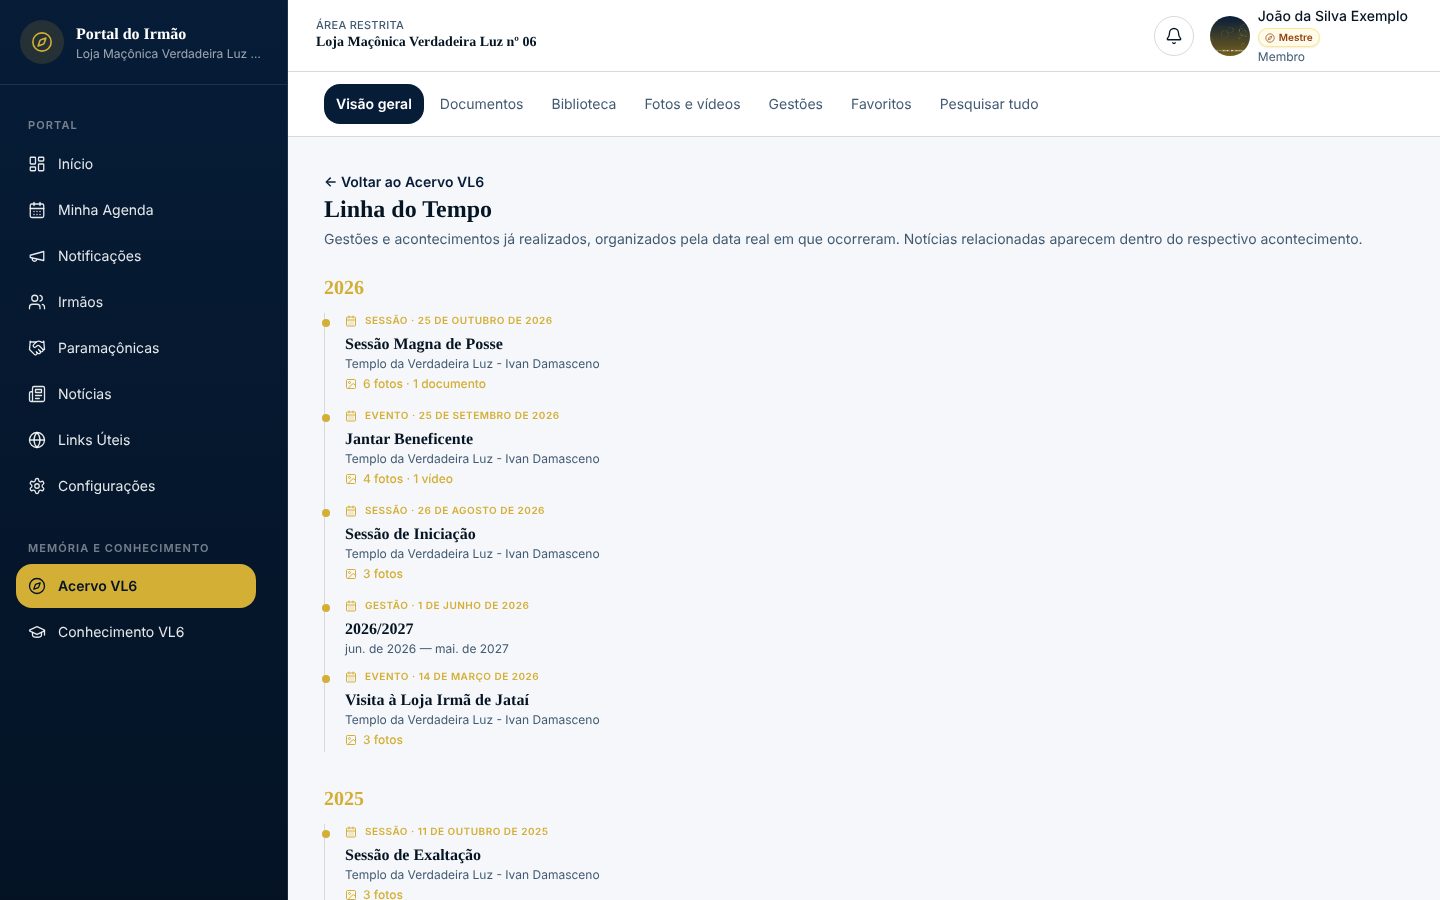 Portal do Irmão
Loja Maçônica Verdadeira Luz ...
PORTAL
Início
Minha Agenda
Notificações
Irmãos
Paramaçônicas
Notícias
Links Úteis
Configurações
MEMÓRIA E CONHECIMENTO
Acervo VL6
Conhecimento VL6
ÁREA RESTRITA
Loja Maçônica Verdadeira Luz nº 06
João da Silva Exemplo
Mestre
Membro
Visão geral
Documentos
Biblioteca
Fotos e vídeos
Gestões
Favoritos
Pesquisar tudo
← Voltar ao Acervo VL6
Linha do Tempo
Gestões e acontecimentos já realizados, organizados pela data real em que ocorreram. Notícias relacionadas aparecem dentro do respectivo acontecimento.
2026
SESSÃO · 25 DE OUTUBRO DE 2026
Sessão Magna de Posse
Templo da Verdadeira Luz - Ivan Damasceno
6 fotos · 1 documento
EVENTO · 25 DE SETEMBRO DE 2026
Jantar Beneficente
Templo da Verdadeira Luz - Ivan Damasceno
4 fotos · 1 vídeo
SESSÃO · 26 DE AGOSTO DE 2026
Sessão de Iniciação
Templo da Verdadeira Luz - Ivan Damasceno
3 fotos
GESTÃO · 1 DE JUNHO DE 2026
2026/2027
jun. de 2026 — mai. de 2027
EVENTO · 14 DE MARÇO DE 2026
Visita à Loja Irmã de Jataí
Templo da Verdadeira Luz - Ivan Damasceno
3 fotos
2025
SESSÃO · 11 DE OUTUBRO DE 2025
Sessão de Exaltação
Templo da Verdadeira Luz - Ivan Damasceno
3 fotos